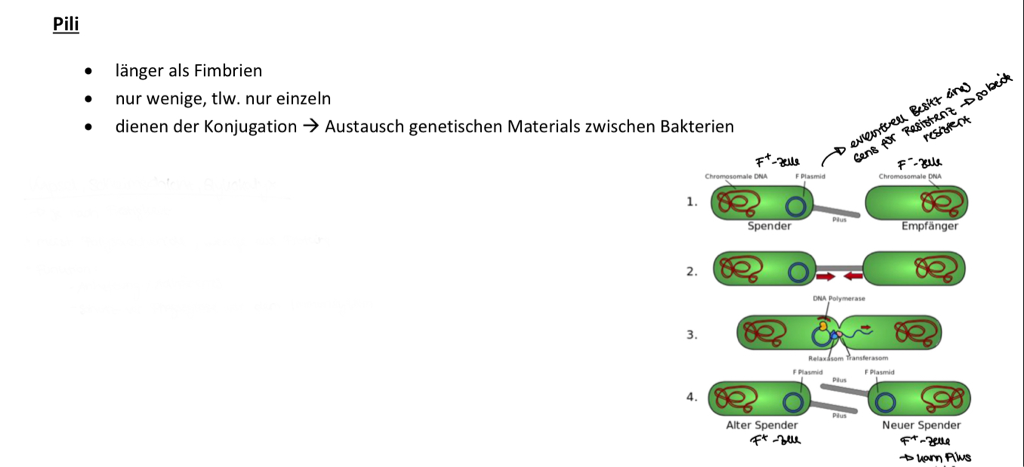 Pili
• länger als Fimbrien
• nur wenige, tlw. nur einzeln
• dienen der Konjugation → Austausch genetischen Materials zwischen Bakterien
→ eventuell Besitz eines
Gens für Resistenz → so beide
resistent
F⁺-Zelle
F⁻-Zelle
Chromosomale DNA F Plasmid Chromosomale DNA
1.
Pilus
Spender Empfänger
2.
DNA Polymerase
3.
Relaxasom Transferasom
F Plasmid F Plasmid
Pilus
4.
Pilus
Alter Spender Neuer Spender
F⁺-Zelle F⁺-Zelle
→ kann Pilus